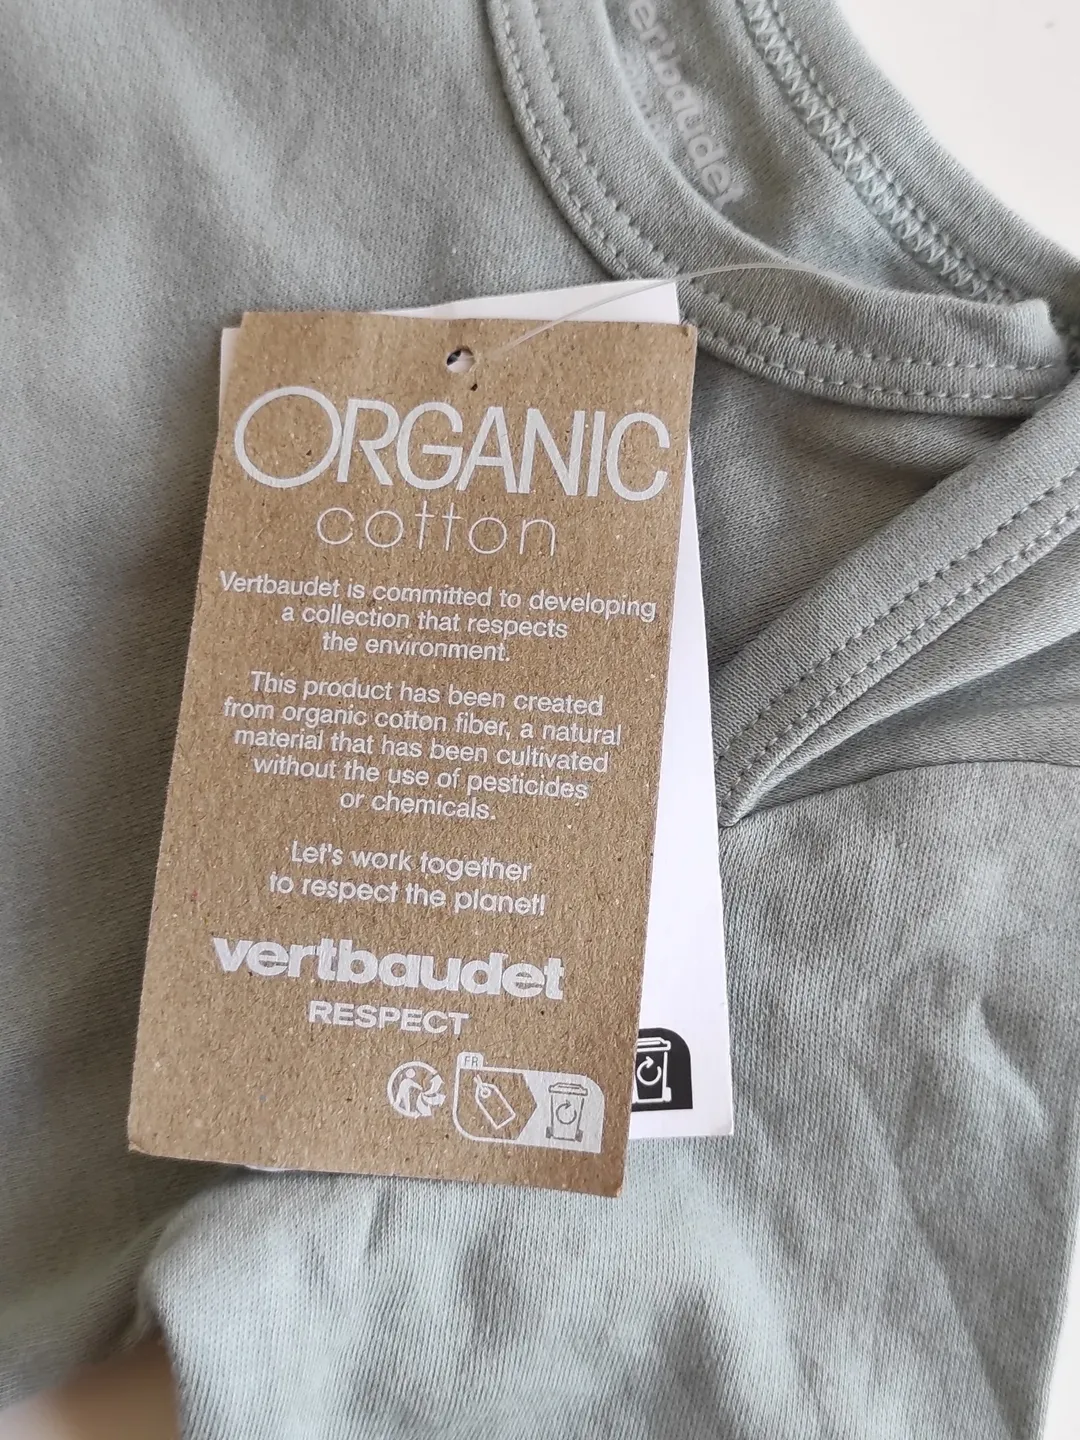 vertbaudet
ORGANIC
cotton
Vertbaudet is committed to developing
a collection that respects
the environment.
This product has been created
from organic cotton fiber, a natural
material that has been cultivated
without the use of pesticides
or chemicals.
Let's work together
to respect the planet!
vertbaudet
RESPECT
FR